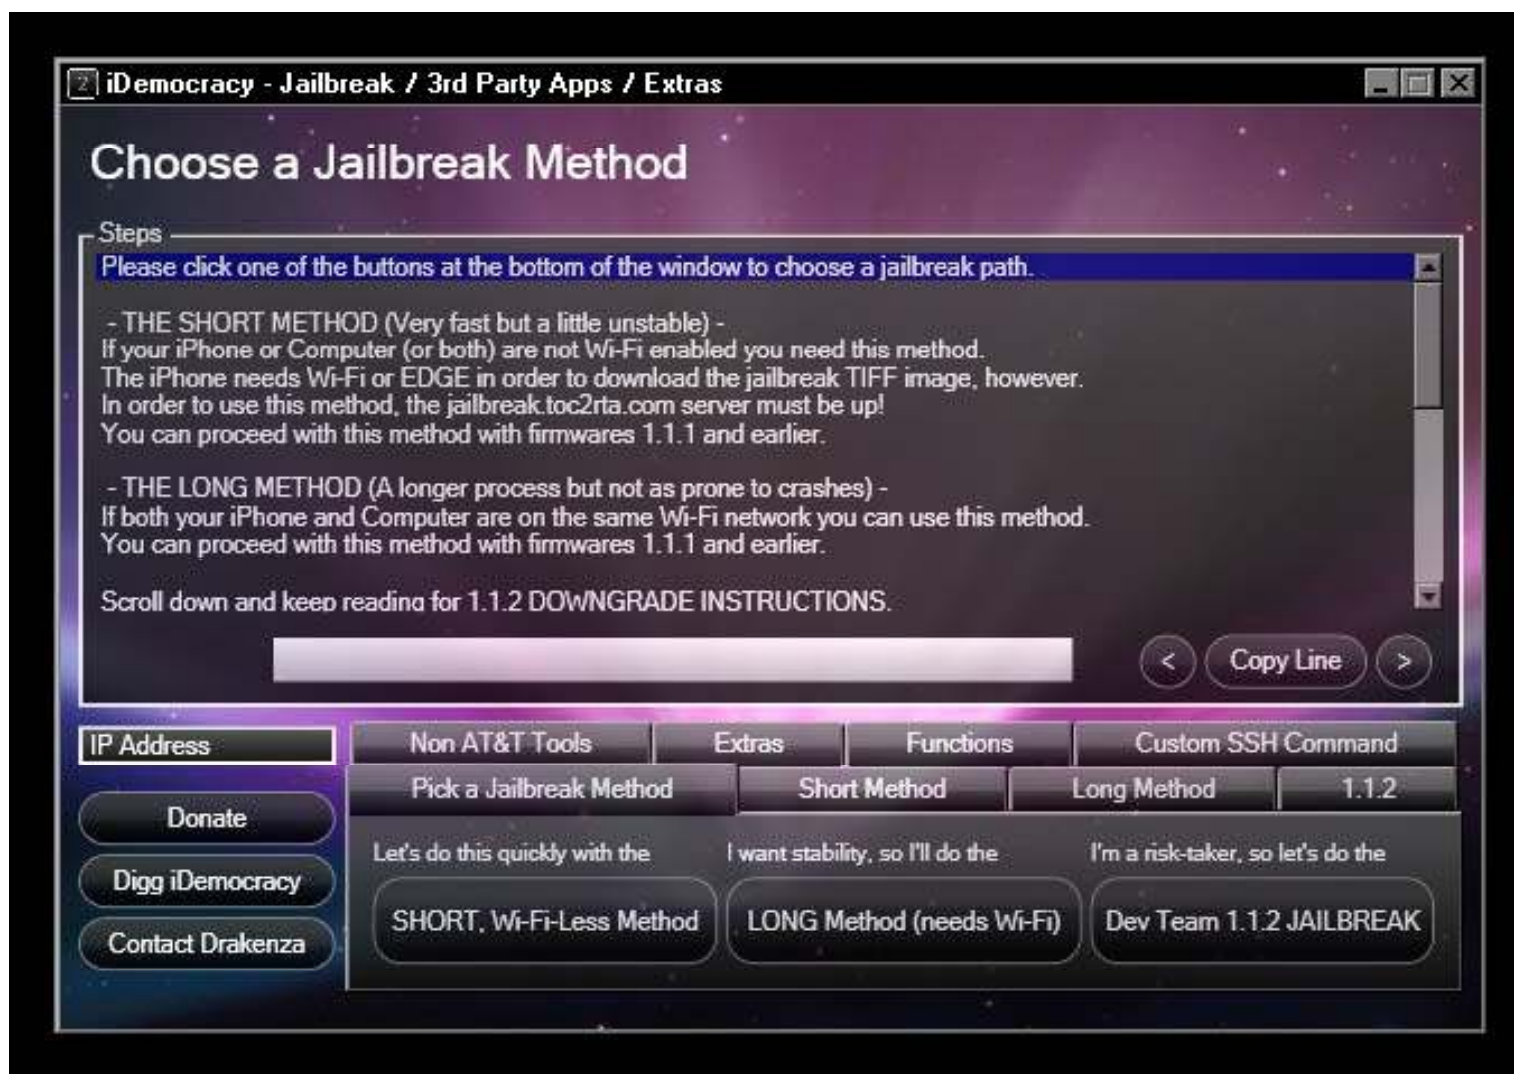 2 iDemocracy - Jailbreak / 3rd Party Apps / Extras
Choose a Jailbreak Method
Steps
Please click one of the buttons at the bottom of the window to choose a jailbreak path.
- THE SHORT METHOD (Very fast but a little unstable) -
If your iPhone or Computer (or both) are not Wi-Fi enabled you need this method.
The iPhone needs Wi-Fi or EDGE in order to download the jailbreak TIFF image, however.
In order to use this method, the jailbreak.toc2rta.com server must be up!
You can proceed with this method with firmwares 1.1.1 and earlier.
- THE LONG METHOD (A longer process but not as prone to crashes) -
If both your iPhone and Computer are on the same Wi-Fi network you can use this method.
You can proceed with this method with firmwares 1.1.1 and earlier.
Scroll down and keep reading for 1.1.2 DOWNGRADE INSTRUCTIONS.
< Copy Line >
IP Address
Non AT&T Tools Extras Functions Custom SSH Command
Pick a Jailbreak Method Short Method Long Method 1.1.2
Donate
Digg iDemocracy
Contact Drakenza
Let's do this quickly with the I want stability, so I'll do the I'm a risk-taker, so let's do the
SHORT, Wi-Fi-Less Method LONG Method (needs Wi-Fi) Dev Team 1.1.2 JAILBREAK